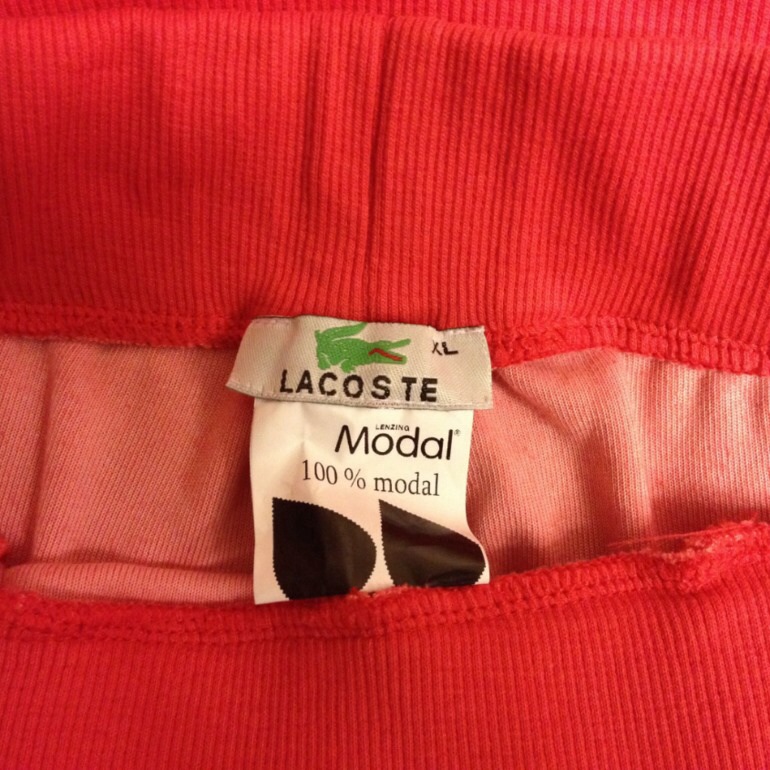 XL
LACOSTE
LENZING
Modal®
100 % modal